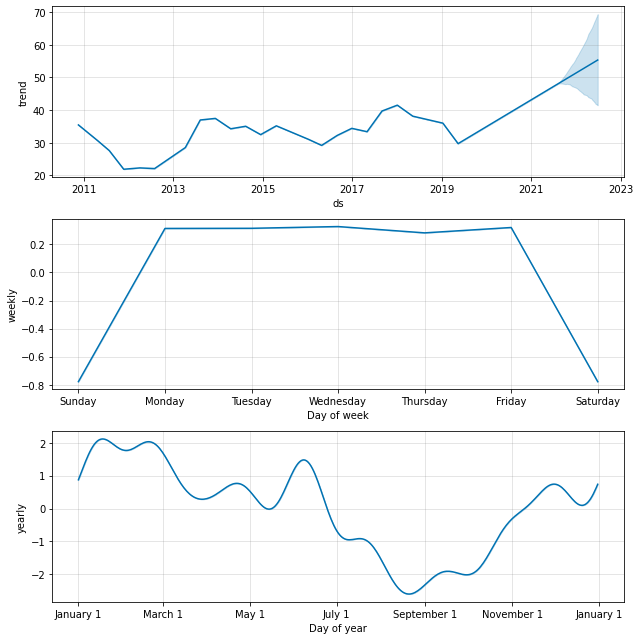 70
60
50
40
30
20
trend
2011 2013 2015 2017 2019 2021 2023
ds
0.2
0.0
−0.2
−0.4
−0.6
−0.8
weekly
Sunday Monday Tuesday Wednesday Thursday Friday Saturday
Day of week
2
1
0
−1
−2
yearly
January 1 March 1 May 1 July 1 September 1 November 1 January 1
Day of year